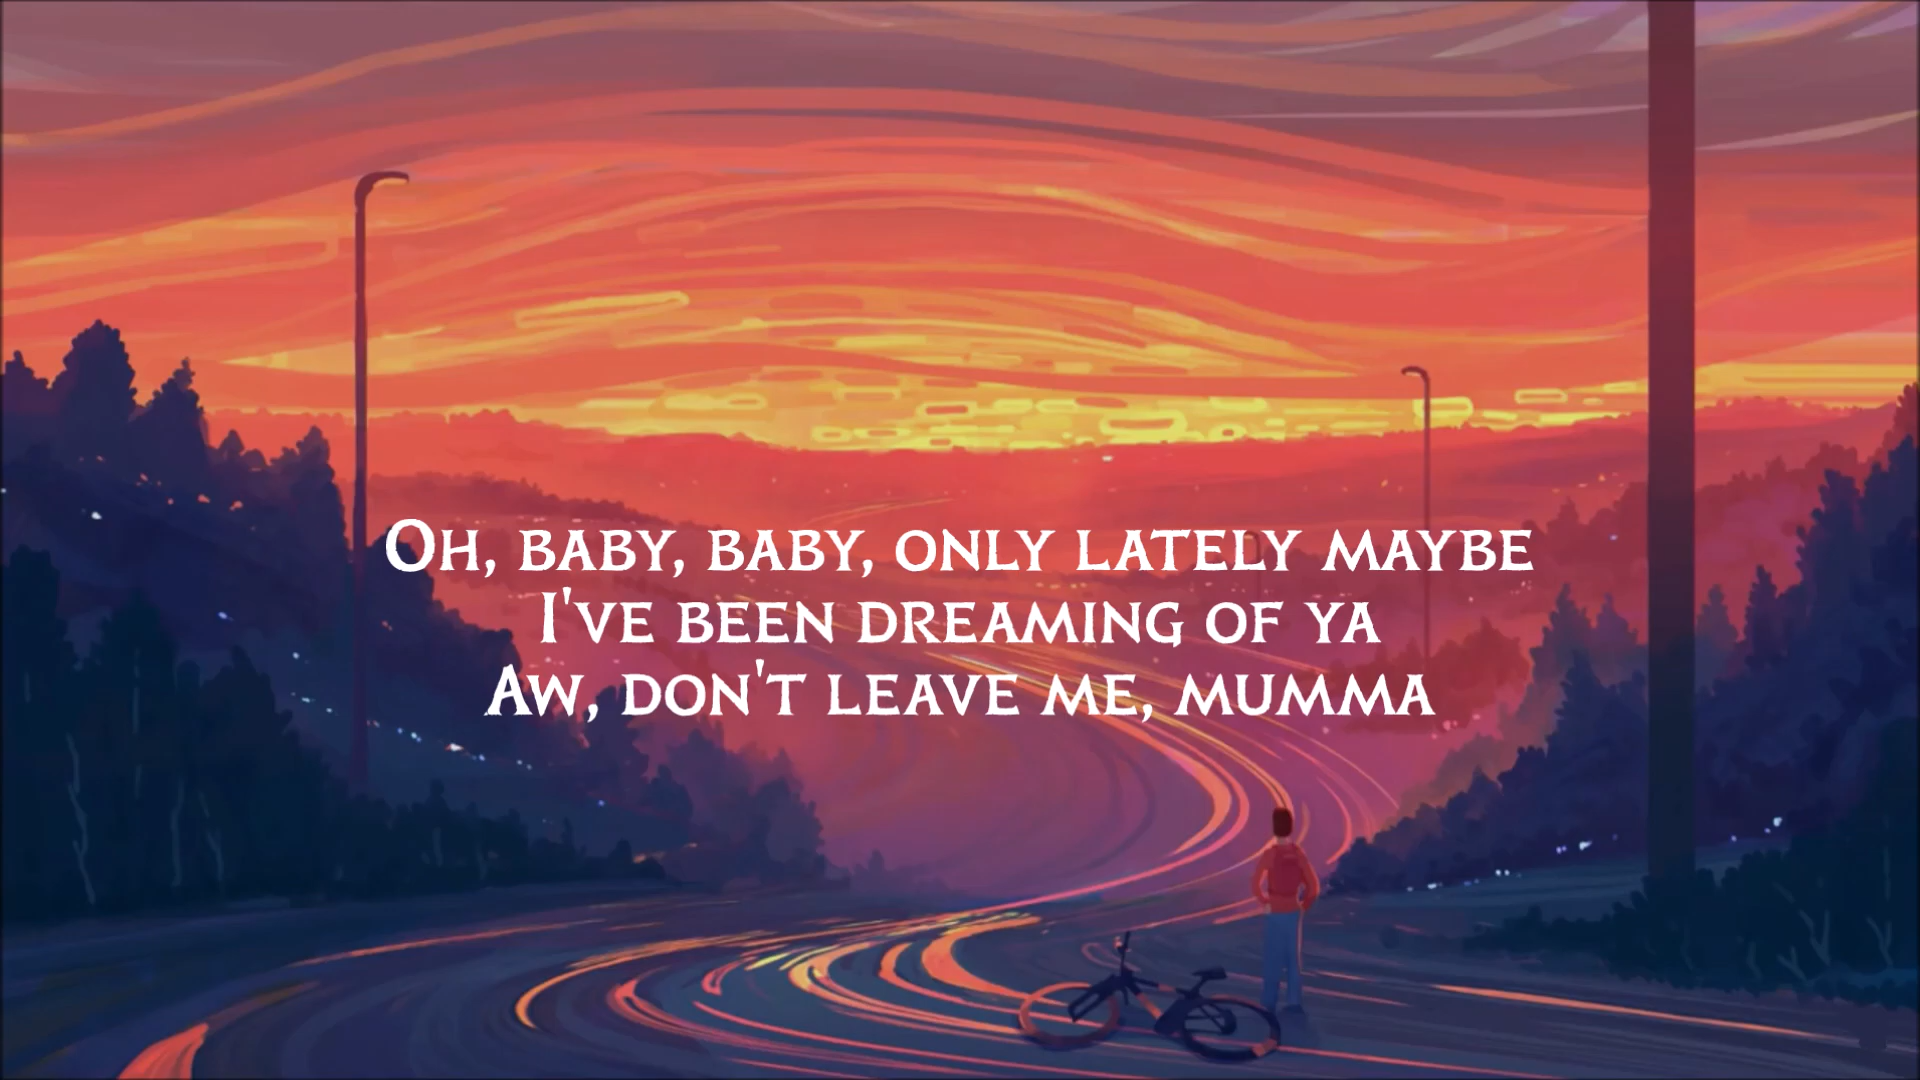 Oh, baby, baby, only lately maybe
I've been dreaming of ya
Aw, don't leave me, mumma